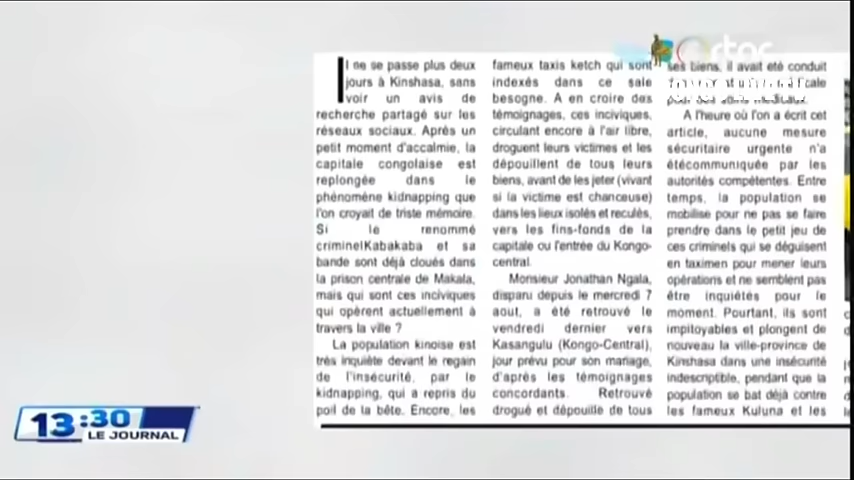 rtnc
Il ne se passe plus deux
jours à Kinshasa, sans
voir un avis de
recherche partagé sur les
réseaux sociaux. Après un
petit moment d'accalmie, la
capitale congolaise est
replongée dans le
phénomène kidnapping que
l'on croyait de triste mémoire.
Si le renommé
criminelKabakaba et sa
bande sont déjà cloués dans
la prison centrale de Makala,
mais qui sont ces inciviques
qui opèrent actuellement à
travers la ville ?
La population kinoise est
très inquiète devant le regain
de l'insécurité, par le
kidnapping, qui a repris du
poil de la bête. Encore, les
fameux taxis ketch qui sont
indexés dans ce sale
besogne. A en croire des
témoignages, ces inciviques,
circulant encore à l'air libre,
droguent leurs victimes et les
dépouillent de tous leurs
biens, avant de les jeter (vivant
si la victime est chanceuse)
dans les lieux isolés et reculés,
vers les fins-fonds de la
capitale ou l'entrée du Kongo-
central.
Monsieur Jonathan Ngala,
disparu depuis le mercredi 7
aout, a été retrouvé le
vendredi dernier vers
Kasangulu (Kongo-Central),
jour prévu pour son mariage,
d'après les témoignages
concordants. Retrouvé
drogué et dépouille de tous
ses biens, il avait été conduit
A l'heure où l'on a écrit cet
article, aucune mesure
sécuritaire urgente n'a
étécommuniquée par les
autorités compétentes. Entre
temps, la population se
mobilise pour ne pas se faire
prendre dans le petit jeu de
ces criminels qui se déguisent
en taximen pour mener leurs
opérations et ne semblent pas
être inquiétés pour le
moment. Pourtant, ils sont
impitoyables et plongent de
nouveau la ville-province de
Kinshasa dans une insécurité
indescriptible, pendant que la
population se bat déjà contre
les fameux Kuluna et les
13:30
LE JOURNAL